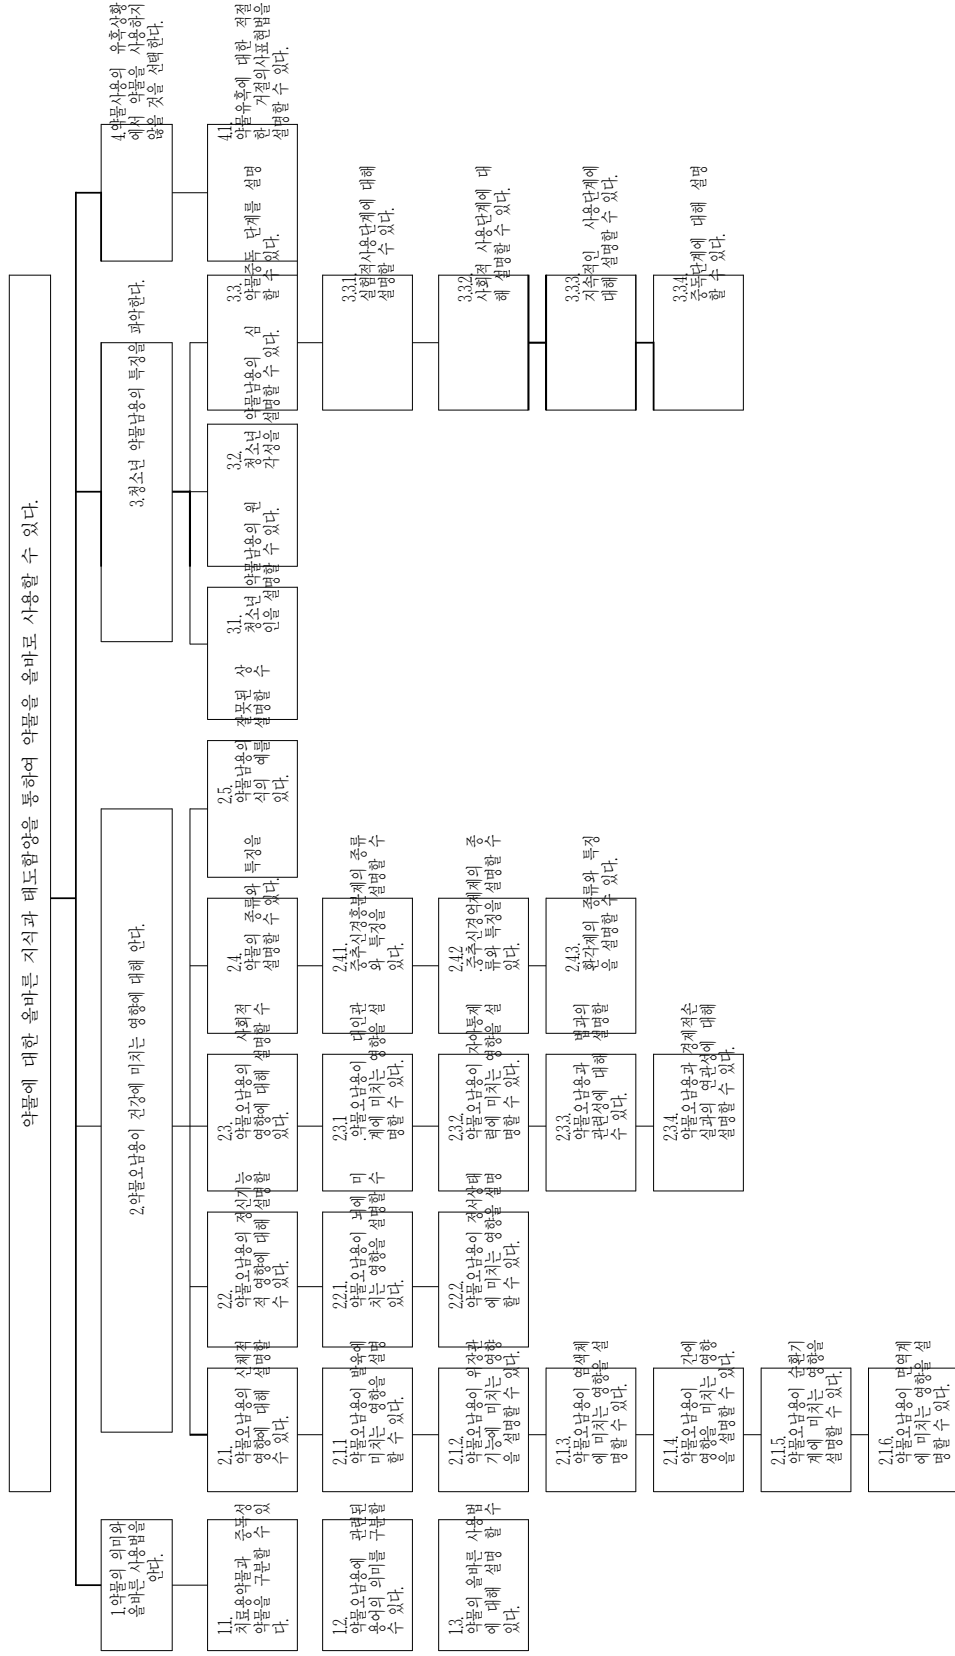 약물에 대한 올바른 지식과 태도함양을 통하여 약물을 올바로 사용할 수 있다.
1.약물의 의미와
올바른 사용법을
안다.
1.1.
치료용약물과 중독성
약물을 구분할 수 있
다.
1.2.
약물오남용에 관련된
용어의 의미를 구분할
수 있다.
1.3.
약물의 올바른 사용법
에 대해 설명 할 수
있다.
2.약물오남용이 건강에 미치는 영향에 대해 안다.
2.1.
약물오남용의 신체적
영향에 대해 설명할
수 있다.
2.1.1
약물오남용이 발육에
미치는 영향을 설명
할 수 있다.
2.1.2.
약물오남용이 위장관
기능에 미치는 영향
을 설명할 수 있다.
2.1.3.
약물오남용이 염색체
에 미치는 영향을 설
명할 수 있다.
2.1.4.
약물오남용이 간에
영향을 미치는 영향
을 설명할 수 있다.
2.1.5.
약물오남용이 순환기
계에 미치는 영향을
설명할 수 있다.
2.1.6.
약물오남용이 면역계
에 미치는 영향을 설
명할 수 있다.
2.2.
약물오남용의 정신기능
적 영향에 대해 설명할
수 있다.
2.2.1.
약물오남용이 뇌에 미
치는 영향을 설명할 수
있다.
2.2.2.
약물오남용이 정서상태
에 미치는 영향을 설명
할 수 있다.
2.3.
약물오남용의 사회적
영향에 대해 설명할 수
있다.
2.3.1
.약물오남용이 대인관
계에 미치는 영향을 설
명할 수 있다.
2.3.2.
약물오남용이 자아통제
력에 미치는 영향을 설
명할 수 있다.
2.3.3.
약물오남용과 법과의
관련성에 대해 설명할
수 있다.
2.3.4.
약물오남용과 경제적손
실과의 연관성에 대해
설명할 수 있다.
2.4.
약물의 종류와 특징을
설명할 수 있다.
2.4.1.
중추신경흥분제의 종류
와 특징을 설명할 수
있다.
2.4.2
.중추신경억제제의 종
류와 특징을 설명할 수
있다.
2.4.3.
환각제의 종류와 특징
을 설명할 수 있다.
2.5.
약물남용의 잘못된 상
식의 예를 설명할 수
있다.
3.청소년 약물남용의 특징을 파악한다.
3.1.
청소년 약물남용의 원
인을 설명할 수 있다.
3.2.
청소년 약물남용의 심
각성을 설명할 수 있다.
3.3.
약물중독 단계를 설명
할 수 있다.
3.3.1.
실험적사용단계에 대해
설명할 수 있다.
3.3.2.
사회적 사용단계에 대
해 설명할 수 있다.
3.3.3.
지속적인 사용단계에
대해 설명할 수 있다.
3.3.4.
중독단계에 대해 설명
할 수 있다.
4.약물사용의 유혹상황
에서 약물을 사용하지
않을 것을 선택한다.
4.1.
약물유혹에 대한 적절
한 거절의사표현법을
설명할 수 있다.